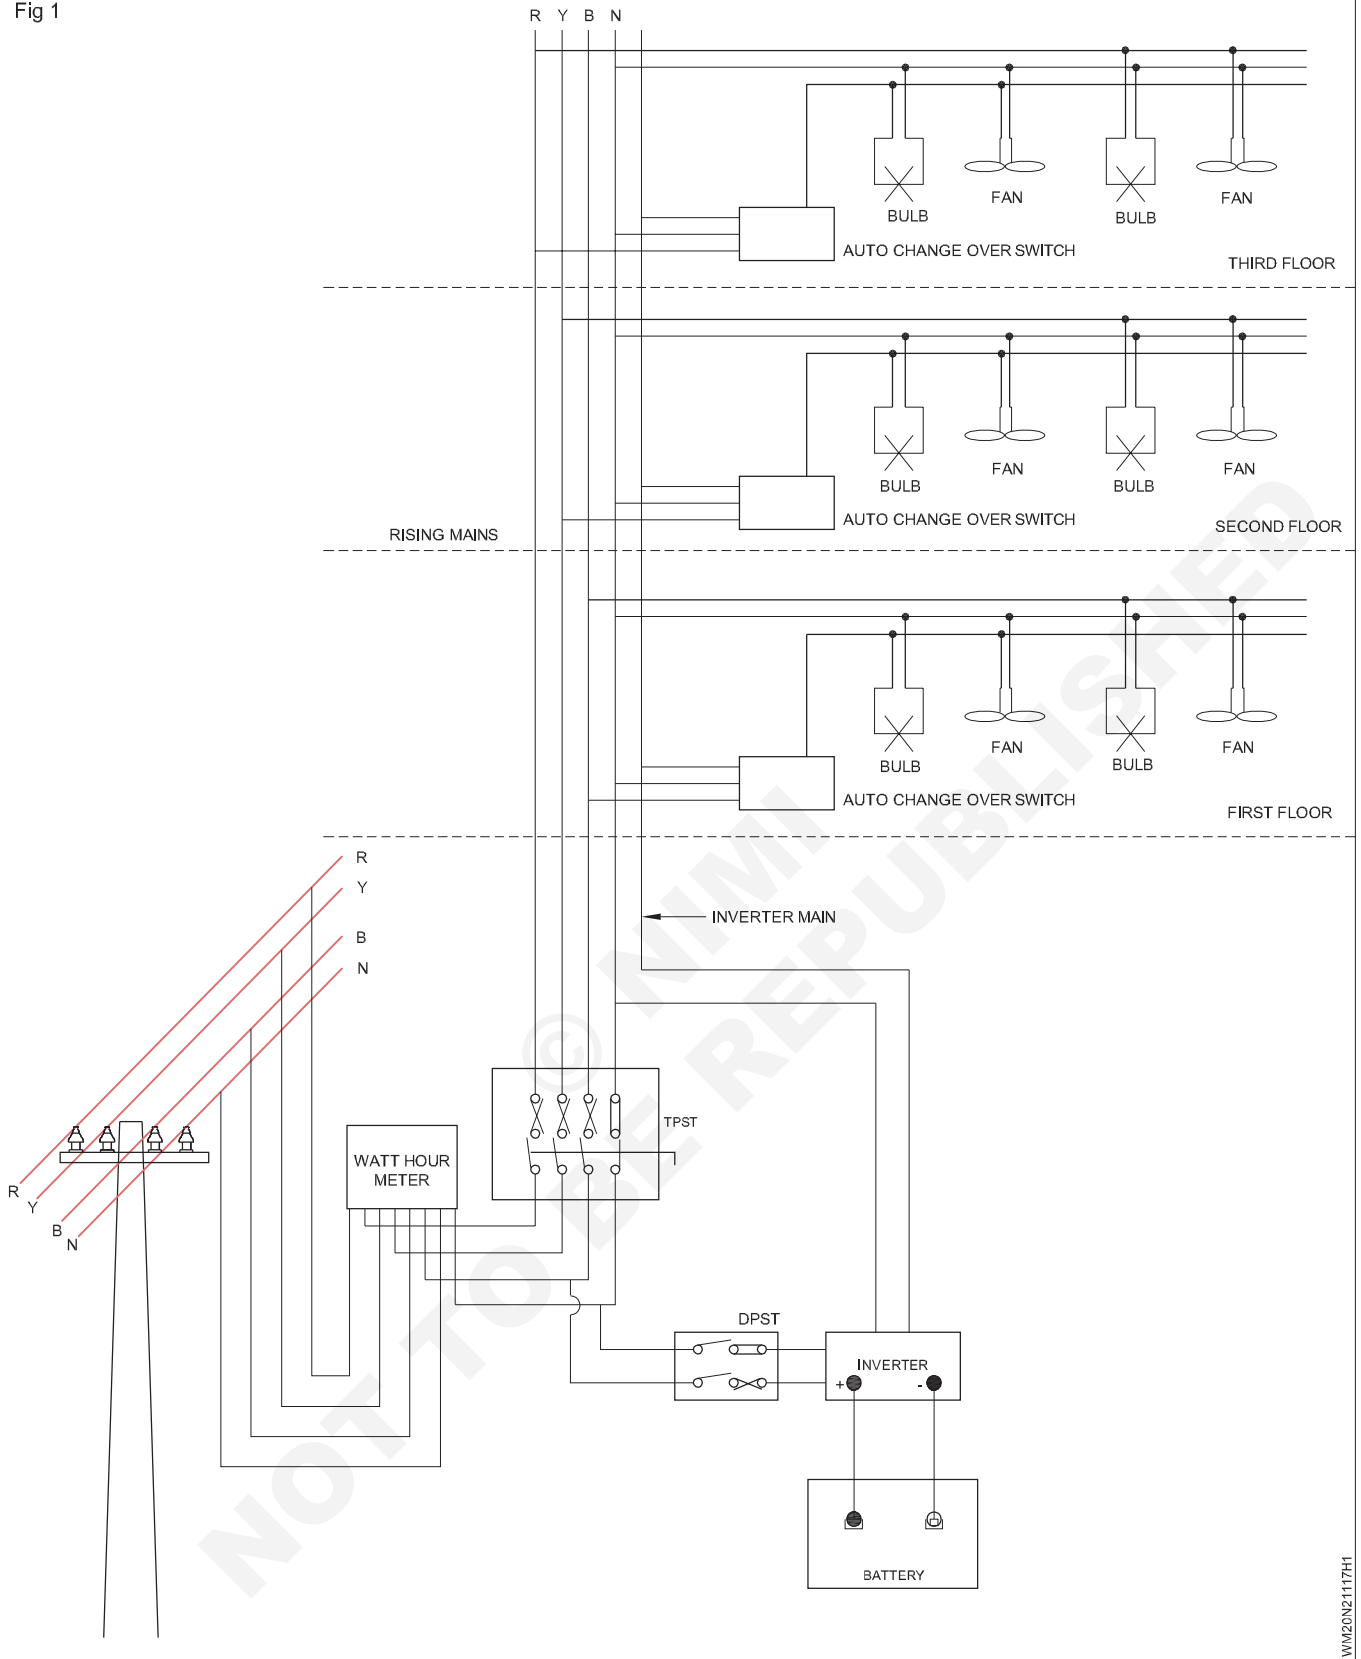 Fig 1
R Y B N
BULB
FAN
BULB
FAN
AUTO CHANGE OVER SWITCH
THIRD FLOOR
BULB
FAN
BULB
FAN
AUTO CHANGE OVER SWITCH
SECOND FLOOR
RISING MAINS
BULB
FAN
BULB
FAN
AUTO CHANGE OVER SWITCH
FIRST FLOOR
R
Y
B
N
INVERTER MAIN
TPST
WATT HOUR
METER
R
Y
B
N
DPST
INVERTER
+ -
BATTERY
© NIMI
NOT TO BE REPUBLISHED
WM20N21117H1